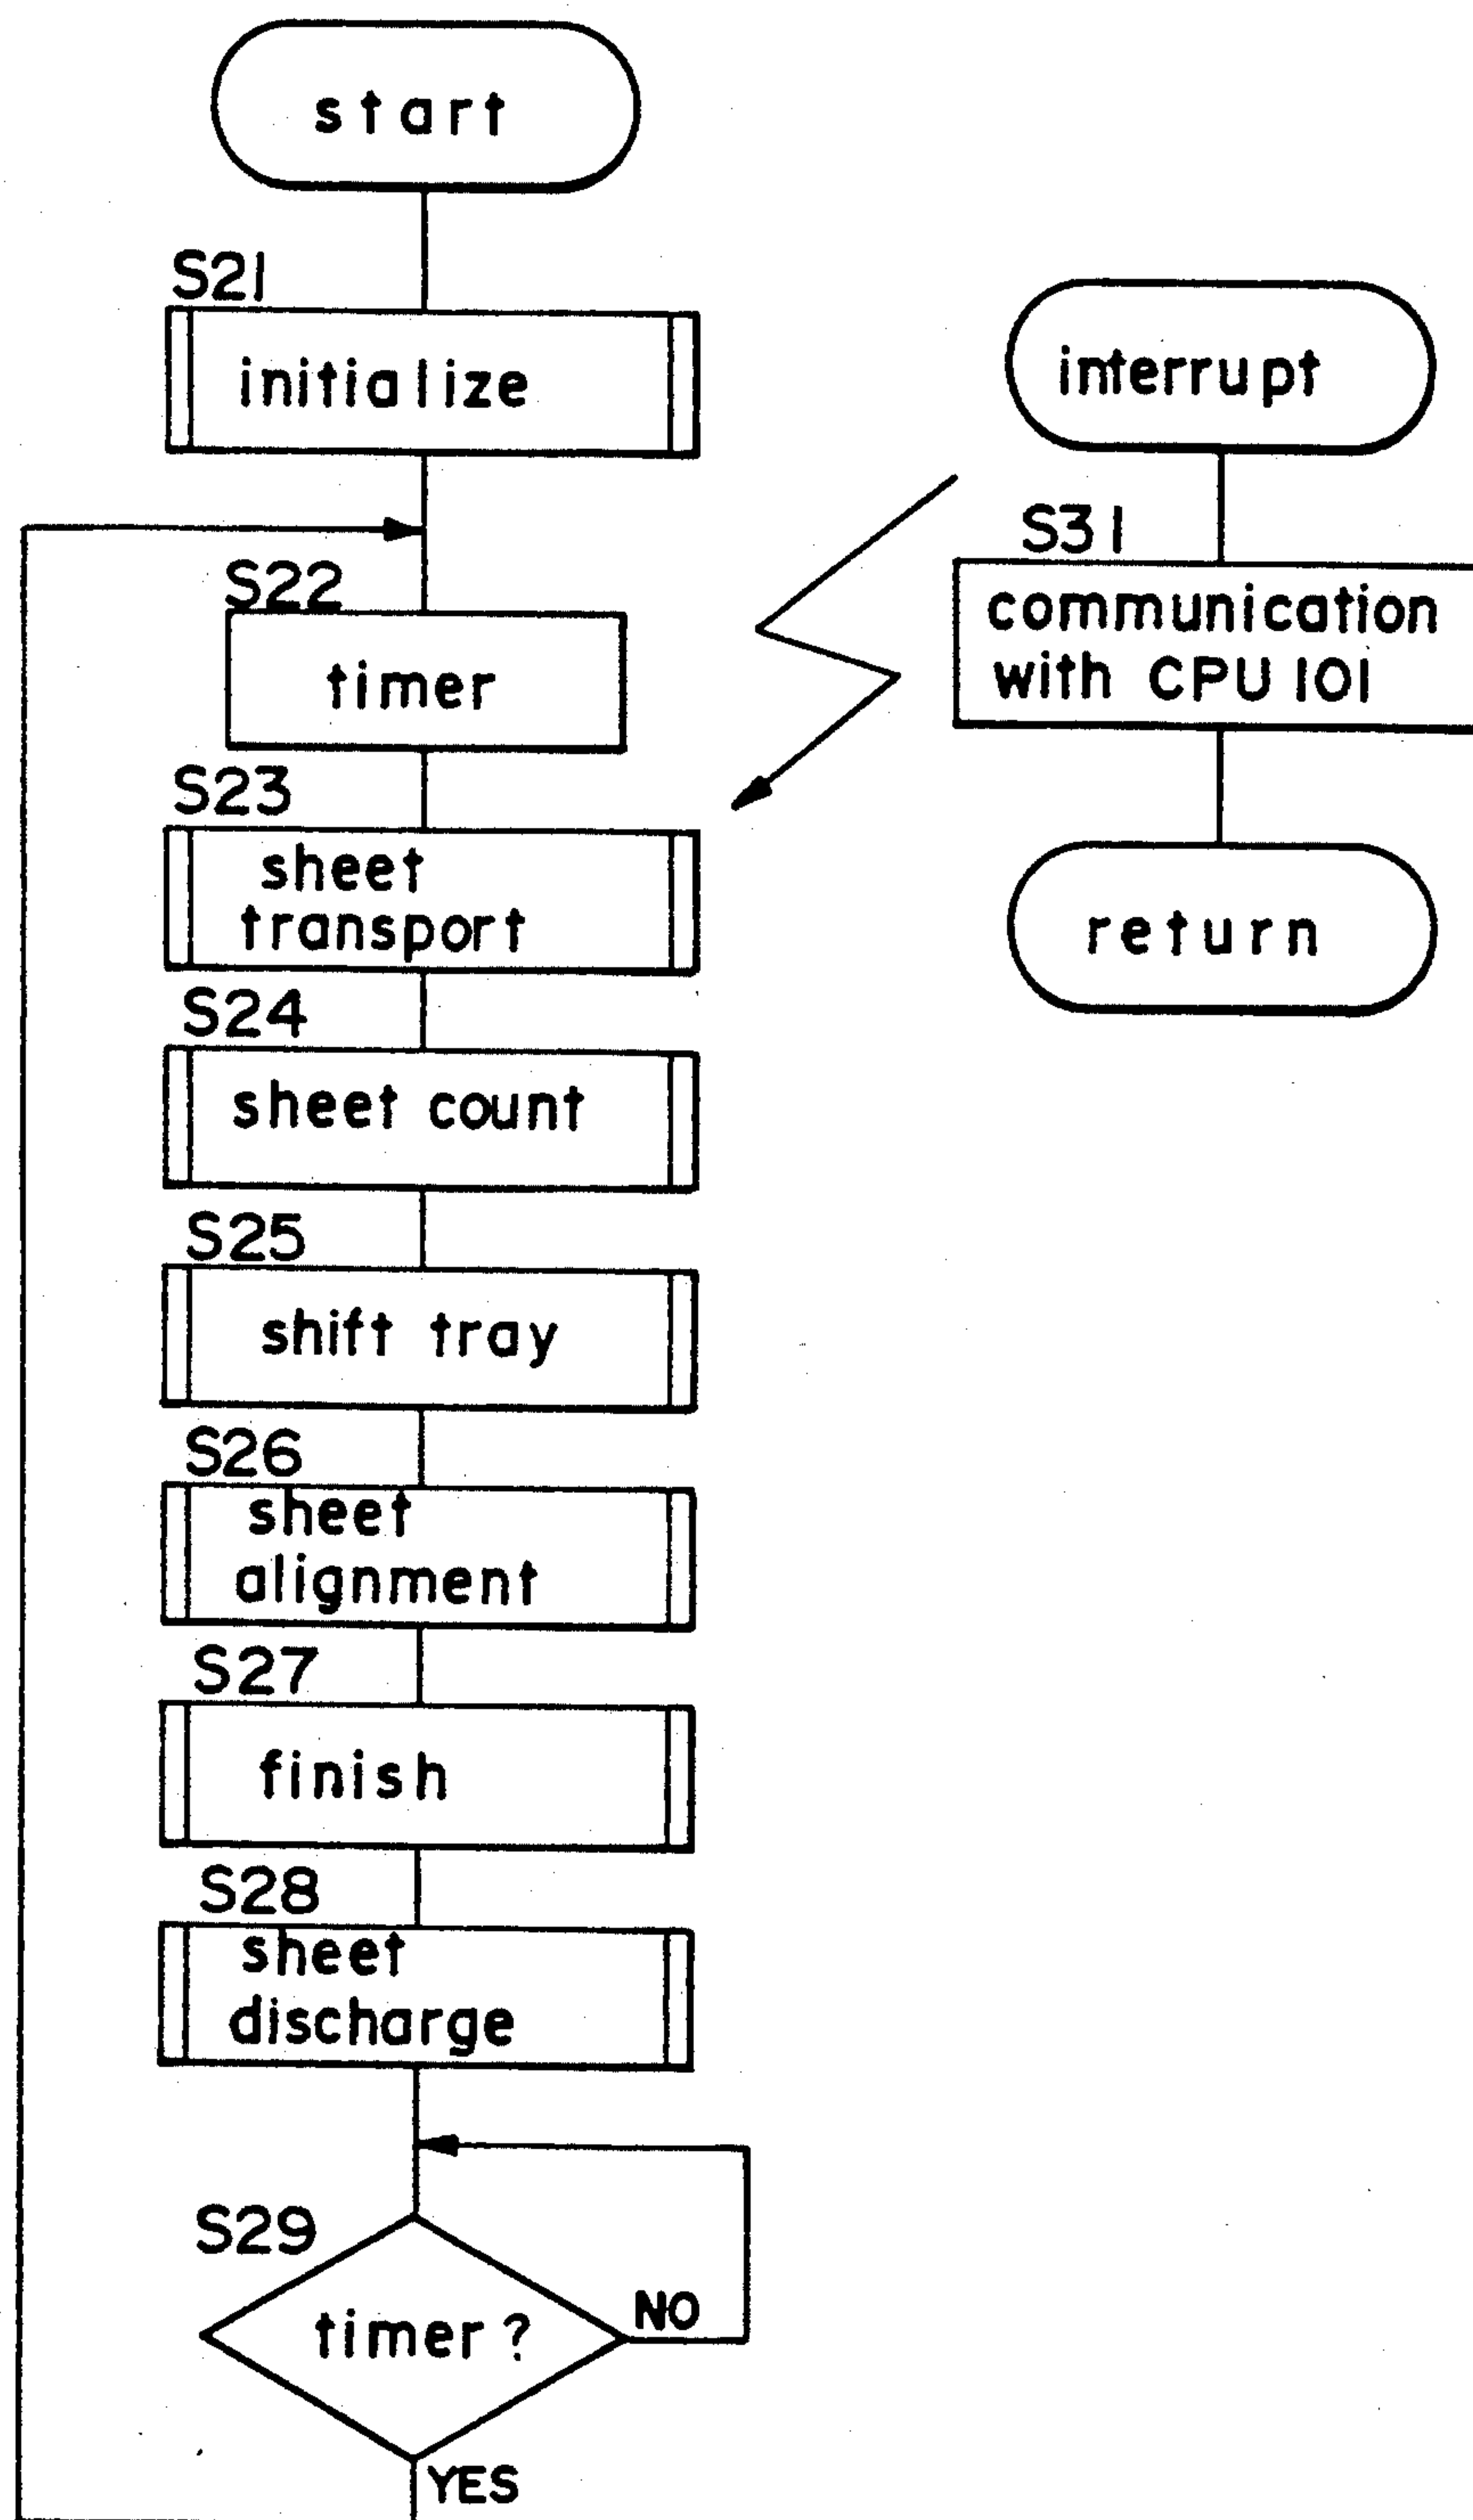 start
S21
initialize
S22
timer
S23
sheet
transport
S24
sheet count
S25
shift tray
S26
sheet
alignment
S27
finish
S28
sheet
discharge
S29
timer?
NO
YES
interrupt
S31
communication
with CPU 101
return